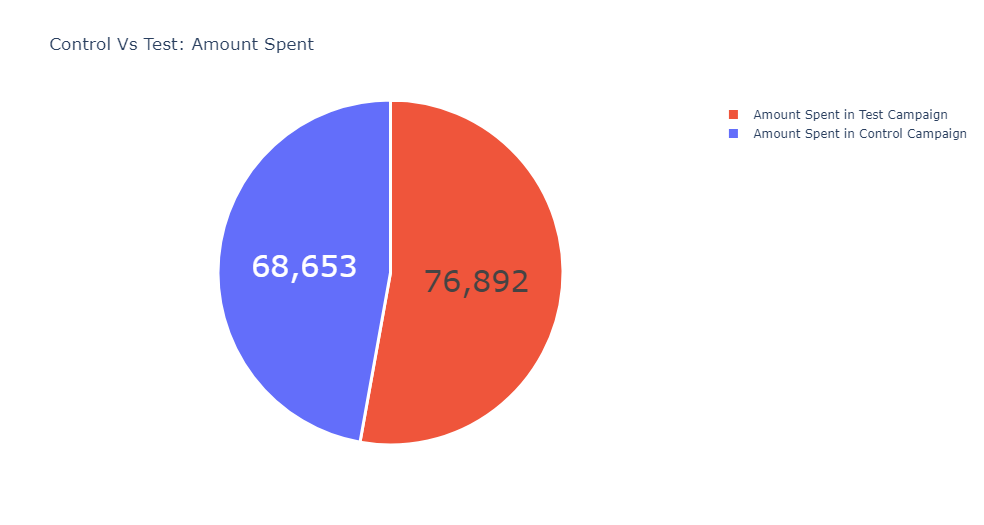 Control Vs Test: Amount Spent
Amount Spent in Test Campaign
Amount Spent in Control Campaign
68,653
76,892